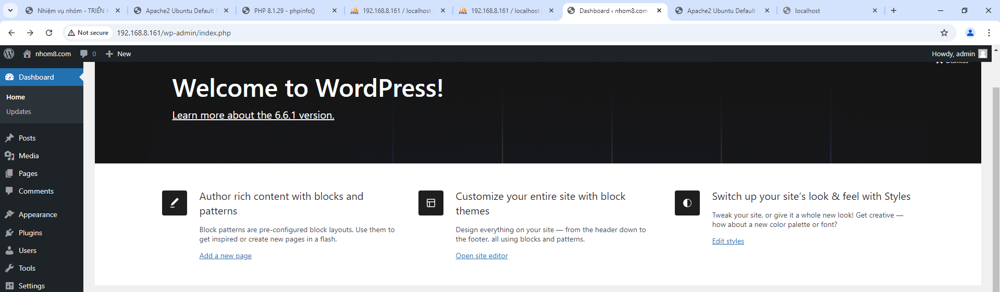 Nhiệm vụ nhóm - TRIỂN K
Apache2 Ubuntu Default
PHP 8.1.29 - phpinfo()
192.168.8.161 / localhost
192.168.8.161 / localhost
Dashboard ‹ nhom8.com
Apache2 Ubuntu Default
localhost
Not secure
192.168.8.161/wp-admin/index.php
nhom8.com
0
New
Howdy, admin
Dismiss
Dashboard
Home
Updates
Posts
Media
Pages
Comments
Appearance
Plugins
Users
Tools
Settings
Welcome to WordPress!
Learn more about the 6.6.1 version.
Author rich content with blocks and
patterns
Block patterns are pre-configured block layouts. Use them to
get inspired or create new pages in a flash.
Add a new page
Customize your entire site with block
themes
Design everything on your site — from the header down to
the footer, all using blocks and patterns.
Open site editor
Switch up your site’s look & feel with Styles
Tweak your site, or give it a whole new look! Get creative —
how about a new color palette or font?
Edit styles